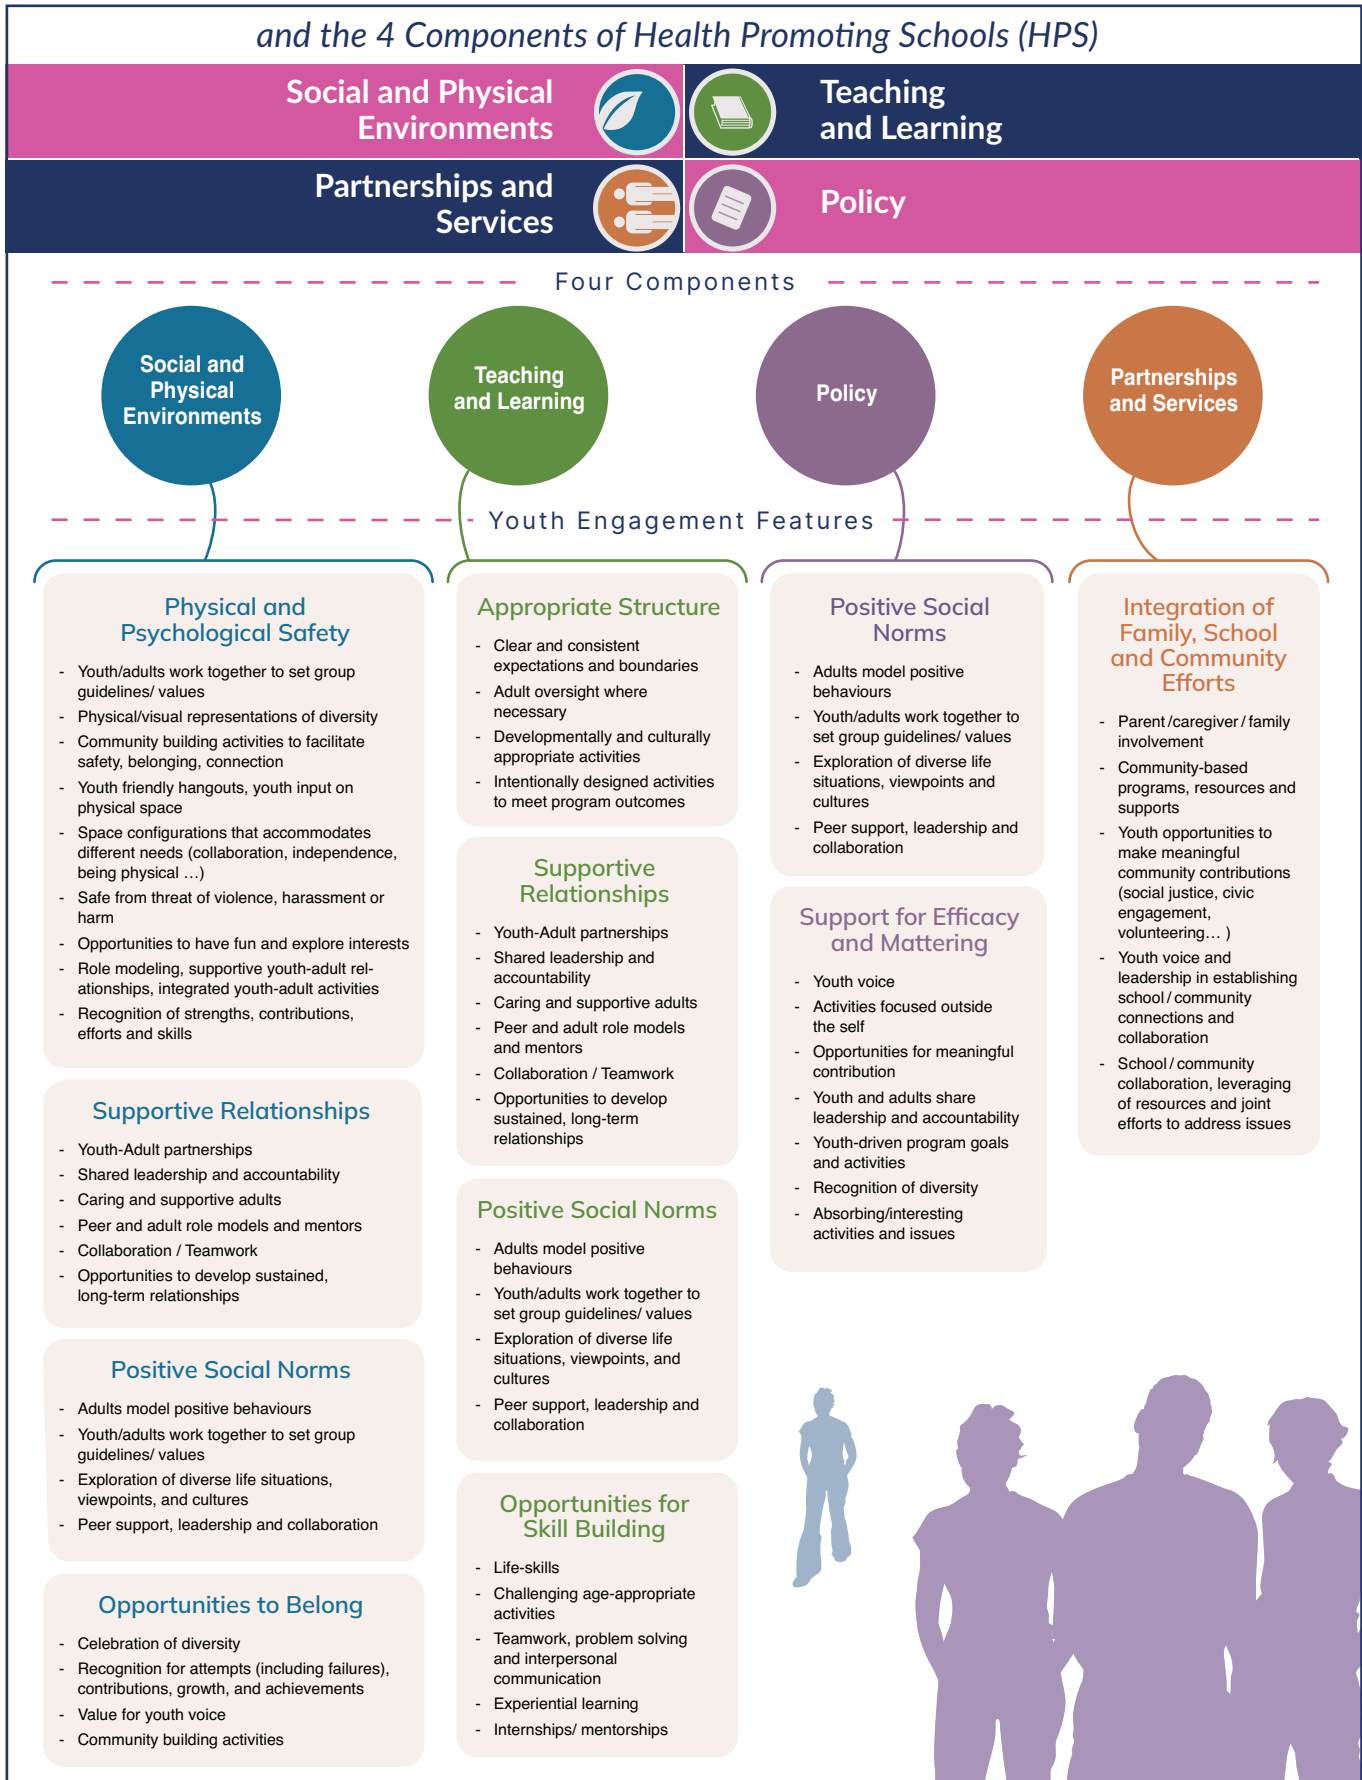 and the 4 Components of Health Promoting Schools (HPS)
Social and Physical
Environments
Teaching
and Learning
Partnerships and
Services
Policy
Four Components
Social and
Physical
Environments
Teaching
and Learning
Policy
Partnerships
and Services
Youth Engagement Features
Physical and
Psychological Safety
- Youth/adults work together to set group
guidelines/ values
- Physical/visual representations of diversity
- Community building activities to facilitate
safety, belonging, connection
- Youth friendly hangouts, youth input on
physical space
- Space configurations that accommodates
different needs (collaboration, independence,
being physical …)
- Safe from threat of violence, harassment or
harm
- Opportunities to have fun and explore interests
- Role modeling, supportive youth-adult rel-
ationships, integrated youth-adult activities
- Recognition of strengths, contributions,
efforts and skills
Supportive Relationships
- Youth-Adult partnerships
- Shared leadership and accountability
- Caring and supportive adults
- Peer and adult role models and mentors
- Collaboration / Teamwork
- Opportunities to develop sustained,
long-term relationships
Positive Social Norms
- Adults model positive behaviours
- Youth/adults work together to set group
guidelines/ values
- Exploration of diverse life situations,
viewpoints, and cultures
- Peer support, leadership and collaboration
Opportunities to Belong
- Celebration of diversity
- Recognition for attempts (including failures),
contributions, growth, and achievements
- Value for youth voice
- Community building activities
Appropriate Structure
- Clear and consistent
expectations and boundaries
- Adult oversight where
necessary
- Developmentally and culturally
appropriate activities
- Intentionally designed activities
to meet program outcomes
Supportive
Relationships
- Youth-Adult partnerships
- Shared leadership and
accountability
- Caring and supportive adults
- Peer and adult role models
and mentors
- Collaboration / Teamwork
- Opportunities to develop
sustained, long-term
relationships
Positive Social Norms
- Adults model positive
behaviours
- Youth/adults work together to
set group guidelines/ values
- Exploration of diverse life
situations, viewpoints, and
cultures
- Peer support, leadership and
collaboration
Opportunities for
Skill Building
- Life-skills
- Challenging age-appropriate
activities
- Teamwork, problem solving
and interpersonal
communication
- Experiential learning
- Internships/ mentorships
Positive Social
Norms
- Adults model positive
behaviours
- Youth/adults work together to
set group guidelines/ values
- Exploration of diverse life
situations, viewpoints and
cultures
- Peer support, leadership and
collaboration
Support for Efficacy
and Mattering
- Youth voice
- Activities focused outside
the self
- Opportunities for meaningful
contribution
- Youth and adults share
leadership and accountability
- Youth-driven program goals
and activities
- Recognition of diversity
- Absorbing/interesting
activities and issues
Integration of
Family, School
and Community
Efforts
- Parent / caregiver / family
involvement
- Community-based
programs, resources and
supports
- Youth opportunities to
make meaningful
community contributions
(social justice, civic
engagement,
volunteering… )
- Youth voice and
leadership in establishing
school / community
connections and
collaboration
- School / community
collaboration, leveraging
of resources and joint
efforts to address issues